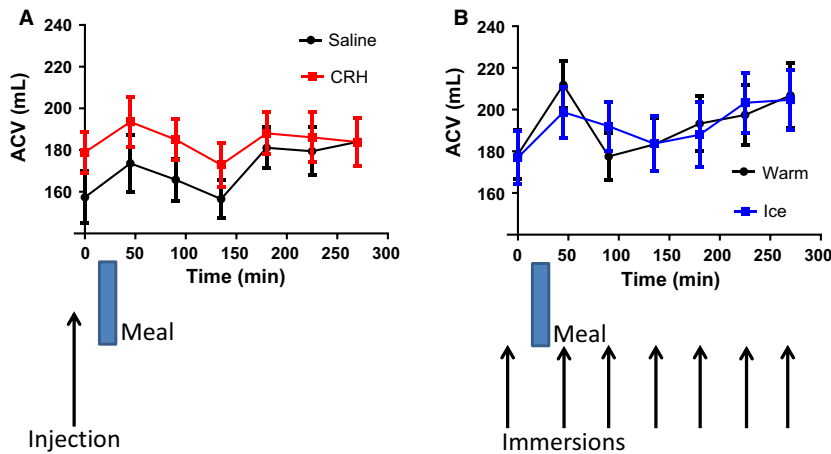 A
240
220
200
180
160
ACV (mL)
Saline
CRH
0 50 100 150 200 250 300
Time (min)
Meal
Injection
B
240
220
200
180
160
ACV (mL)
Warm
Ice
0 50 100 150 200 250 300
Time (min)
Meal
Immersions